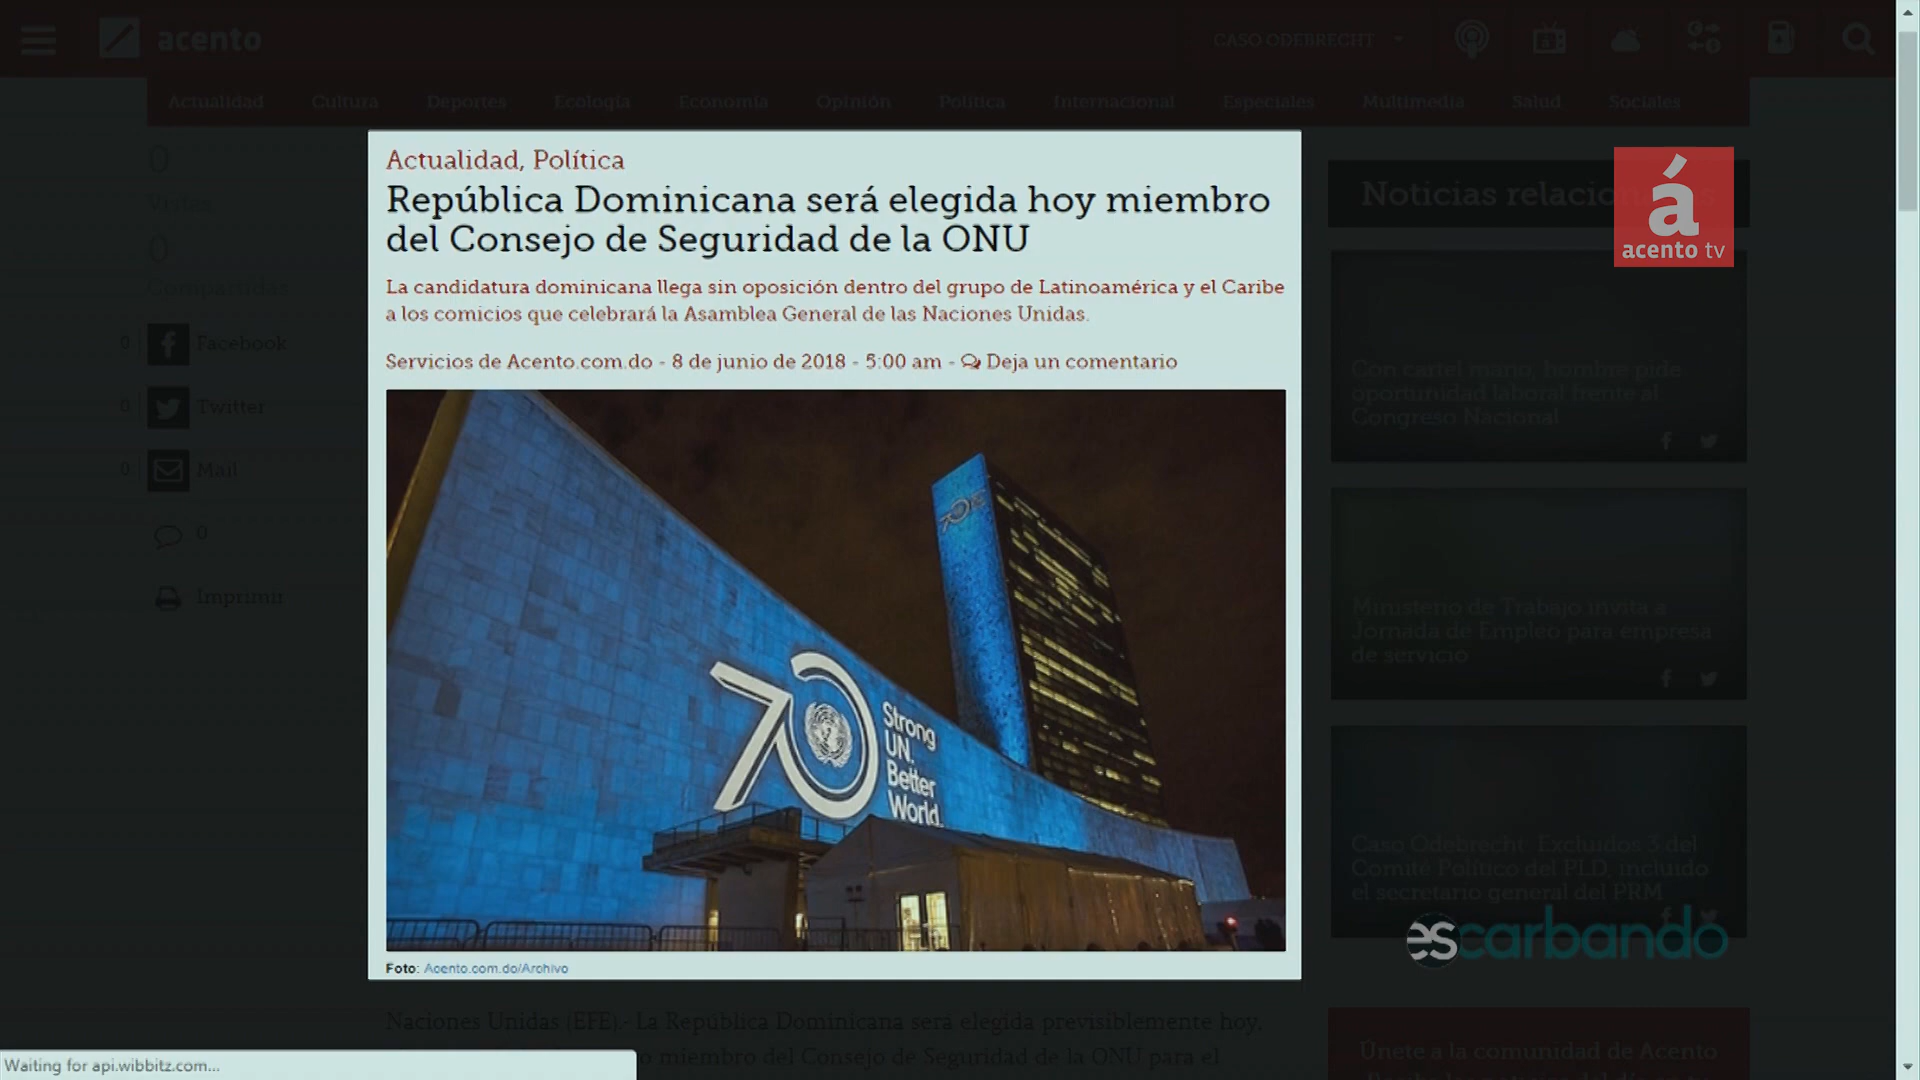 acento
CASO ODEBRECHT
Actualidad Cultura Deportes Ecología Economía Opinión Política Internacional Especiales Multimedia Salud Sociales
0
Vistas
0
Compartidas
0 Facebook
0 Twitter
0 Mail
0
Imprimir
Actualidad, Política
República Dominicana será elegida hoy miembro
del Consejo de Seguridad de la ONU
La candidatura dominicana llega sin oposición dentro del grupo de Latinoamérica y el Caribe
a los comicios que celebrará la Asamblea General de las Naciones Unidas.
Servicios de Acento.com.do - 8 de junio de 2018 - 5:00 am - Deja un comentario
70
70
Strong
UN.
Better
World.
Foto: Acento.com.do/Archivo
Naciones Unidas (EFE).- La República Dominicana será elegida previsiblemente hoy,
miembro del Consejo de Seguridad de la ONU para el
Noticias
á
acento tv
Con cartel mano, hombre pide
oportunidad laboral frente al
Congreso Nacional
Ministerio de Trabajo invita a
Jornada de Empleo para empresa
de servicio
Caso Odebrecht: Excluidos 3 del
Comité Político del PLD, incluido
el secretario general del PRM
escarbando
Únete a la comunidad de Acento
Waiting for api.wibbitz.com...